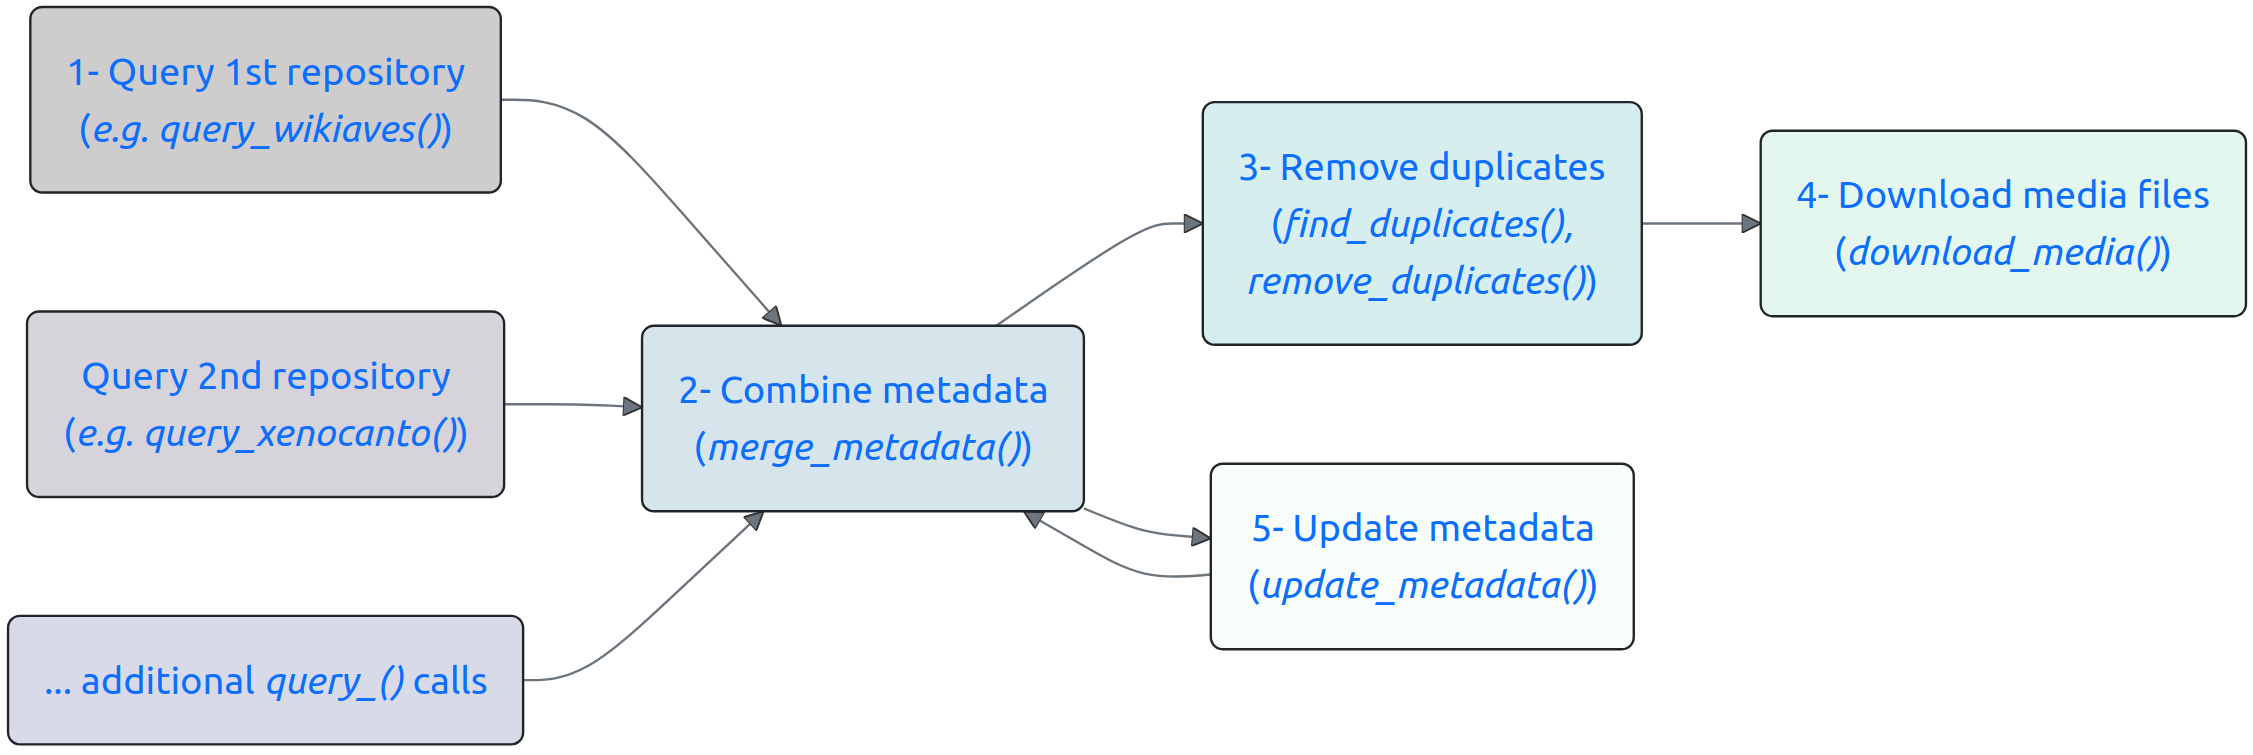 1- Query 1st repository
(e.g. query_wikiaves())
Query 2nd repository
(e.g. query_xenocanto())
... additional query_() calls
2- Combine metadata
(merge_metadata())
3- Remove duplicates
(find_duplicates(),
remove_duplicates())
4- Download media files
(download_media())
5- Update metadata
(update_metadata())